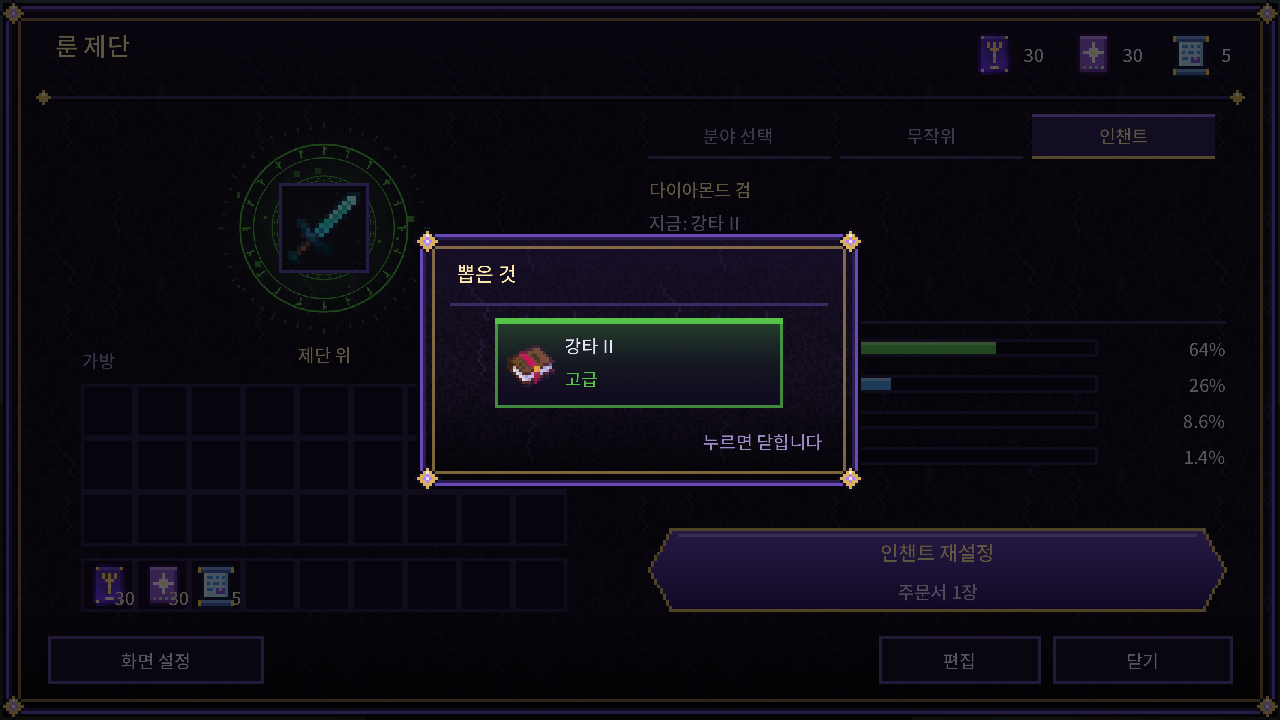 룬 제단
30
30
5
분야 선택
무작위
인챈트
다이아몬드 검
지금: 강타 II
뽑은 것
강타 II
고급
누르면 닫힙니다
64%
26%
8.6%
1.4%
제단 위
가방
30
30
5
인챈트 재설정
주문서 1장
화면 설정
편집
닫기